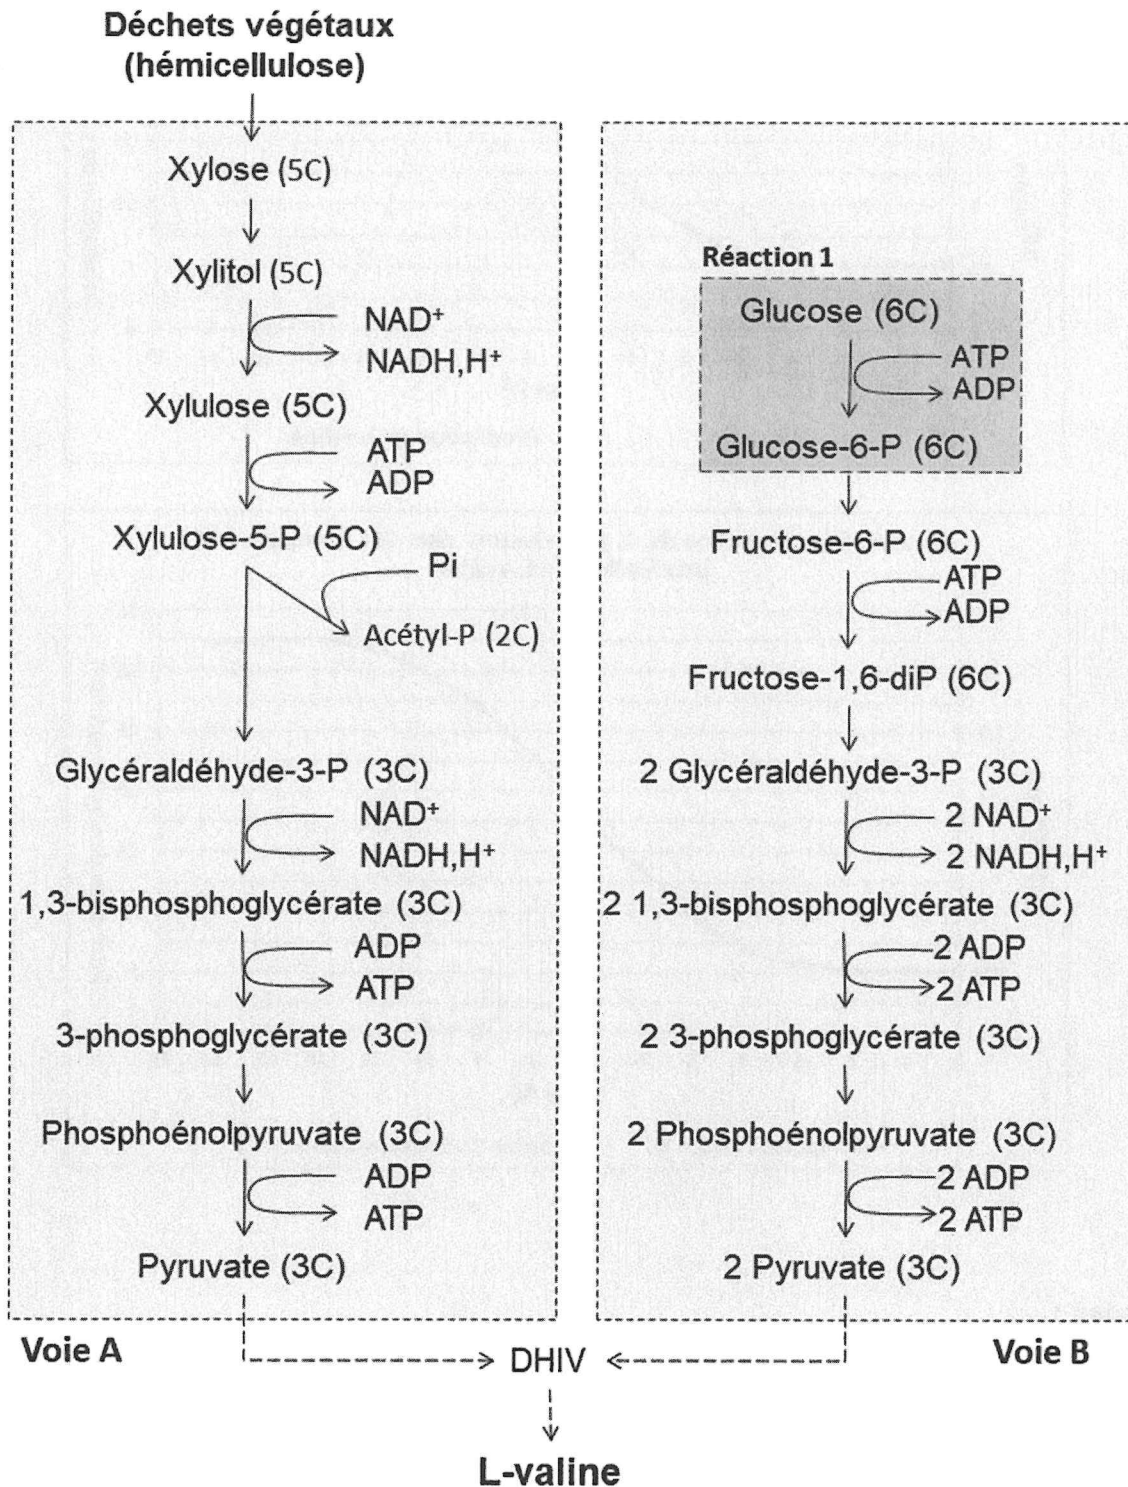 Déchets végétaux
(hémicellulose)
Xylose (5C)
Xylitol (5C)
NAD⁺
NADH,H⁺
Xylulose (5C)
ATP
ADP
Xylulose-5-P (5C)
Pi
Acétyl-P (2C)
Glycéraldéhyde-3-P (3C)
NAD⁺
NADH,H⁺
1,3-bisphosphoglycérate (3C)
ADP
ATP
3-phosphoglycérate (3C)
Phosphoénolpyruvate (3C)
ADP
ATP
Pyruvate (3C)
Voie A
Réaction 1
Glucose (6C)
ATP
ADP
Glucose-6-P (6C)
Fructose-6-P (6C)
ATP
ADP
Fructose-1,6-diP (6C)
2 Glycéraldéhyde-3-P (3C)
2 NAD⁺
2 NADH,H⁺
2 1,3-bisphosphoglycérate (3C)
2 ADP
2 ATP
2 3-phosphoglycérate (3C)
2 Phosphoénolpyruvate (3C)
2 ADP
2 ATP
2 Pyruvate (3C)
Voie B
DHIV
L-valine